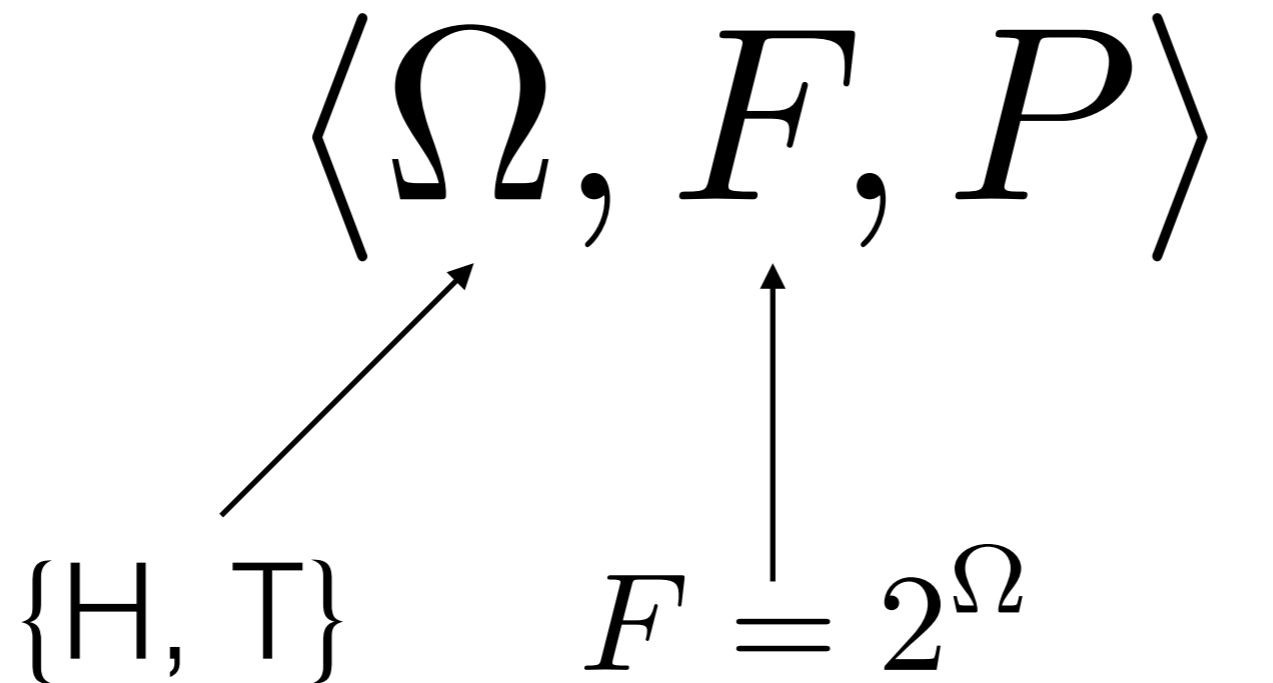 ⟨Ω, F, P⟩
{H, T} F = 2^Ω